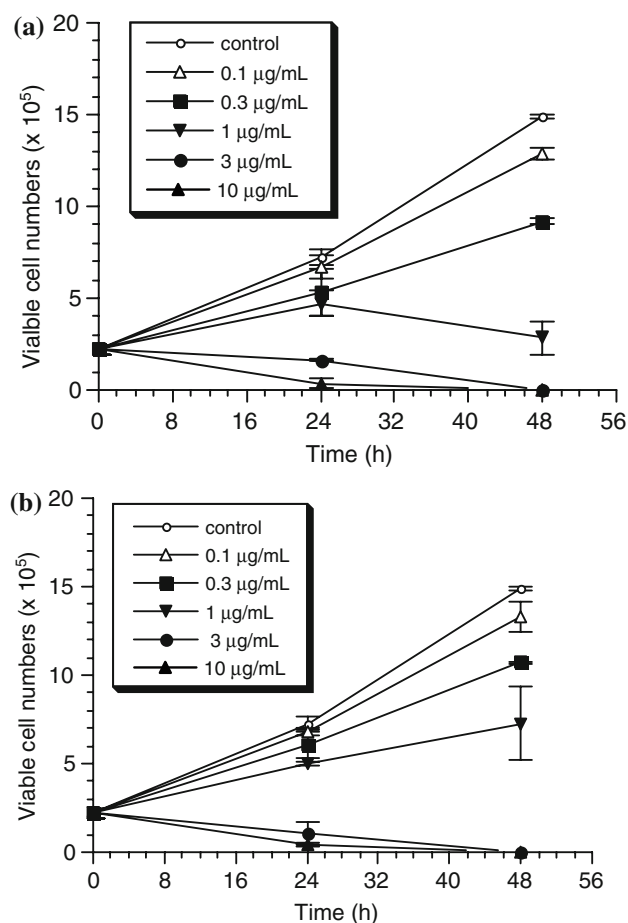 (a)
20
15
10
5
0
Vialble cell numbers (x 10⁵)
control
0.1 µg/mL
0.3 µg/mL
1 µg/mL
3 µg/mL
10 µg/mL
0 8 16 24 32 40 48 56
Time (h)
(b)
20
15
10
5
0
Viable cell numbers (x 10⁵)
control
0.1 µg/mL
0.3 µg/mL
1 µg/mL
3 µg/mL
10 µg/mL
0 8 16 24 32 40 48 56
Time (h)